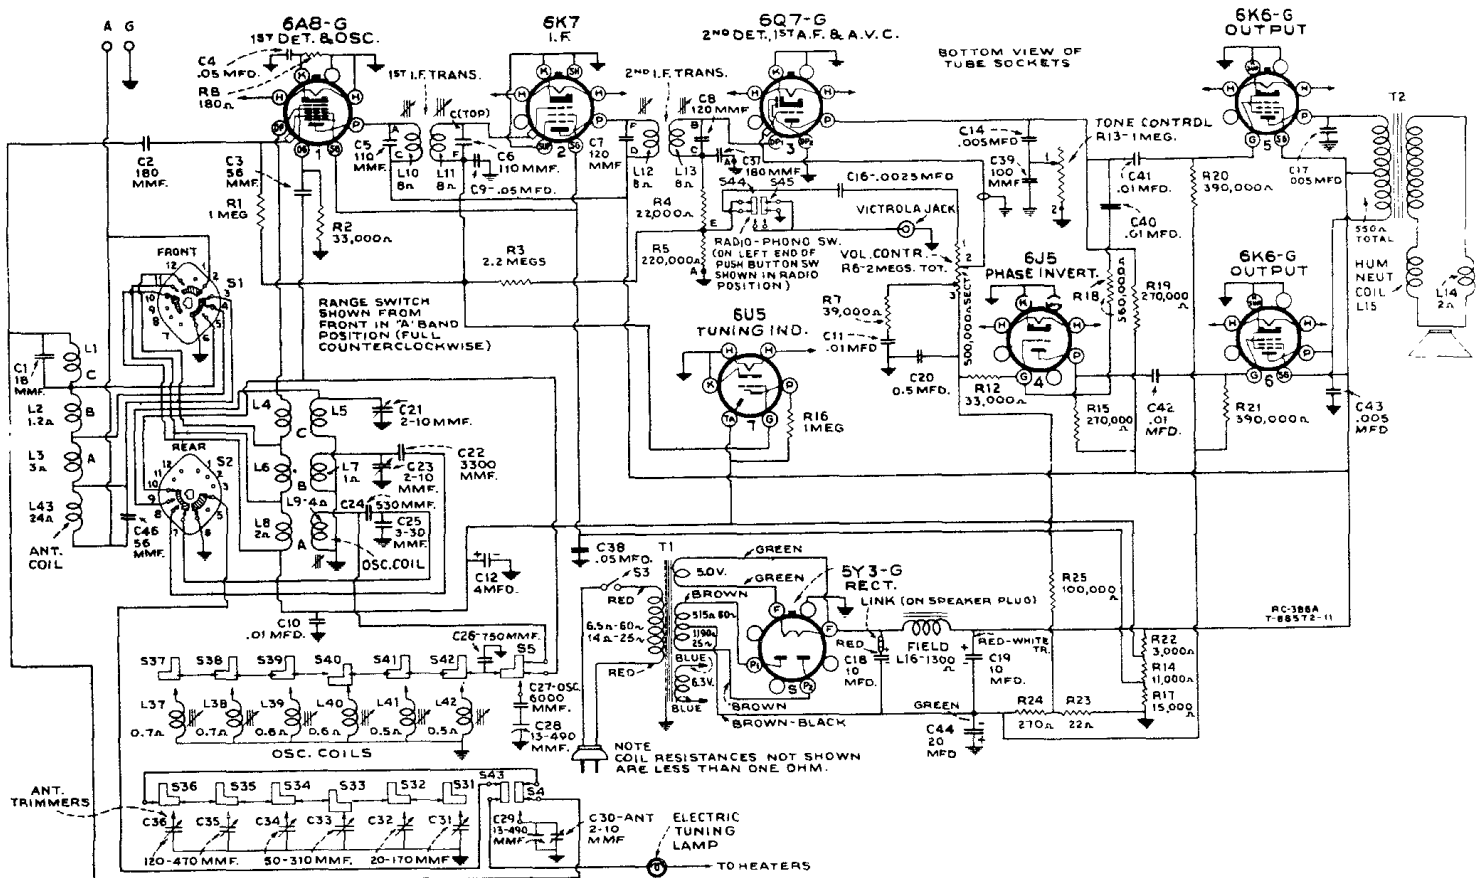 A G
6A8-G
1ST DET. & OSC.
6K7
I.F.
6Q7-G
2ND DET., 1ST A.F. & A.V.C.
BOTTOM VIEW OF
TUBE SOCKETS
6K6-G
OUTPUT
C4
.05 MFD.
R8
180Ω
1ST I.F. TRANS.
2ND I.F. TRANS.
C(TOP)
C8
120 MMF
C14
.005 MFD
TONE CONTROL
R13-1 MEG.
T2
C2
180
MMF.
C3
56
MMF
C5
110
MMF.
L10
8Ω
L11
8Ω
C6
110 MMF.
C9-.05 MFD.
C7
120
MMF
L12
8Ω
L13
8Ω
C37
180 MMF.
C39
100
MMF
C41
.01 MFD.
C40
.01 MFD.
R20
390,000Ω
C17
.005 MFD
550Ω
TOTAL
R1
1 MEG
R2
33,000Ω
R3
2.2 MEGS
R4
22,000Ω
R5
220,000Ω
S44
S45
C16-.0025 MFD
VICTROLA JACK
RADIO-PHONO SW.
(ON LEFT END OF
PUSH BUTTON SW
SHOWN IN RADIO
POSITION)
VOL. CONTR.
R6-2 MEGS. TOT.
500,000Ω SECT.
6J5
PHASE INVERT.
R18
560,000Ω
R19
270,000Ω
6K6-G
OUTPUT
HUM
NEUT
COIL
L15
L14
2Ω
FRONT
S1
RANGE SWITCH
SHOWN FROM
FRONT IN "A" BAND
POSITION (FULL
COUNTERCLOCKWISE)
6U5
TUNING IND.
R7
39,000Ω
C11
.01 MFD
C20
0.5 MFD.
R12
33,000Ω
R15
270,000Ω
C42
.01
MFD.
R21
390,000Ω
C43
.005
MFD
R16
1 MEG
C1
18
MMF.
L1
C
L2
1.2Ω
B
L3
3Ω
A
L43
24Ω
ANT.
COIL
C46
56
MMF.
REAR
S2
L4
L5
C
C21
2-10 MMF.
L6
L7
1Ω
B
C23
2-10
MMF.
C22
3300
MMF.
L9-4Ω
C24
530 MMF.
L8
2Ω
A
C25
3-30
MMF.
OSC. COIL
C12
4 MFD.
C10
.01 MFD.
C38
.05 MFD.
S3
T1
RED
6.5Ω-60~
14Ω-25~
RED
GREEN
5.0V.
GREEN
BROWN
515Ω 60~
1190Ω
25~
BLUE
6.3V.
BLUE
BROWN
BROWN-BLACK
5Y3-G
RECT.
LINK (ON SPEAKER PLUG)
RED
C18
10
MFD.
FIELD
L16-1300Ω
C19
10
MFD.
RED-WHITE
TR.
R25
100,000Ω
RC-386A
T-88572-11
R22
3,000Ω
R14
11,000Ω
R17
15,000Ω
GREEN
R24
270Ω
R23
22Ω
C44
20
MFD
S37 S38 S39 S40 S41 S42
C26-750 MMF.
S5
L37 L38 L39 L40 L41 L42
0.7Ω 0.7Ω 0.6Ω 0.6Ω 0.5Ω 0.5Ω
OSC. COILS
C27-OSC.
6000
MMF.
C28
13-490
MMF.
NOTE
COIL RESISTANCES NOT SHOWN
ARE LESS THAN ONE OHM.
ANT.
TRIMMERS
S36 S35 S34 S33 S32 S31
S43
S4
C36 C35 C34 C33 C32 C31
120-470 MMF. 50-310 MMF. 20-170 MMF
C29
13-490
MMF
C30-ANT
2-10
MMF
ELECTRIC
TUNING
LAMP
TO HEATERS